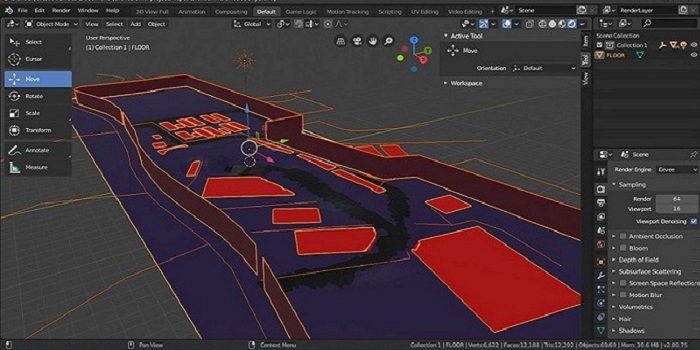 File Edit Render Window Help 3D View Full Animation Compositing Default Motion Tracking Scripting UV Editing Video Editing
Scene RenderLayer
Object Mode View Select Add Object Global
User Perspective
(1) Collection 1 | FLOOR
Select
Cursor
Move
Rotate
Scale
Transform
Annotate
Measure
Active Tool
Move
Orientation Default
Workspace
Item
Tool
View
Scene Collection
Collection 1
FLOOR
Scene
Render Engine Eevee
Sampling
Render 64
Viewport 16
Viewport Denoising
Ambient Occlusion
Bloom
Depth of Field
Subsurface Scattering
Screen Space Reflections
Motion Blur
Volumetrics
Hair
Shadows
Pan View
Context Menu
Collection 1 | FLOOR | Verts:6,622 | Faces:13,188 | Tris:13,292 | Objects:69/69 | Mem: 30.6 MB | v2.80.75